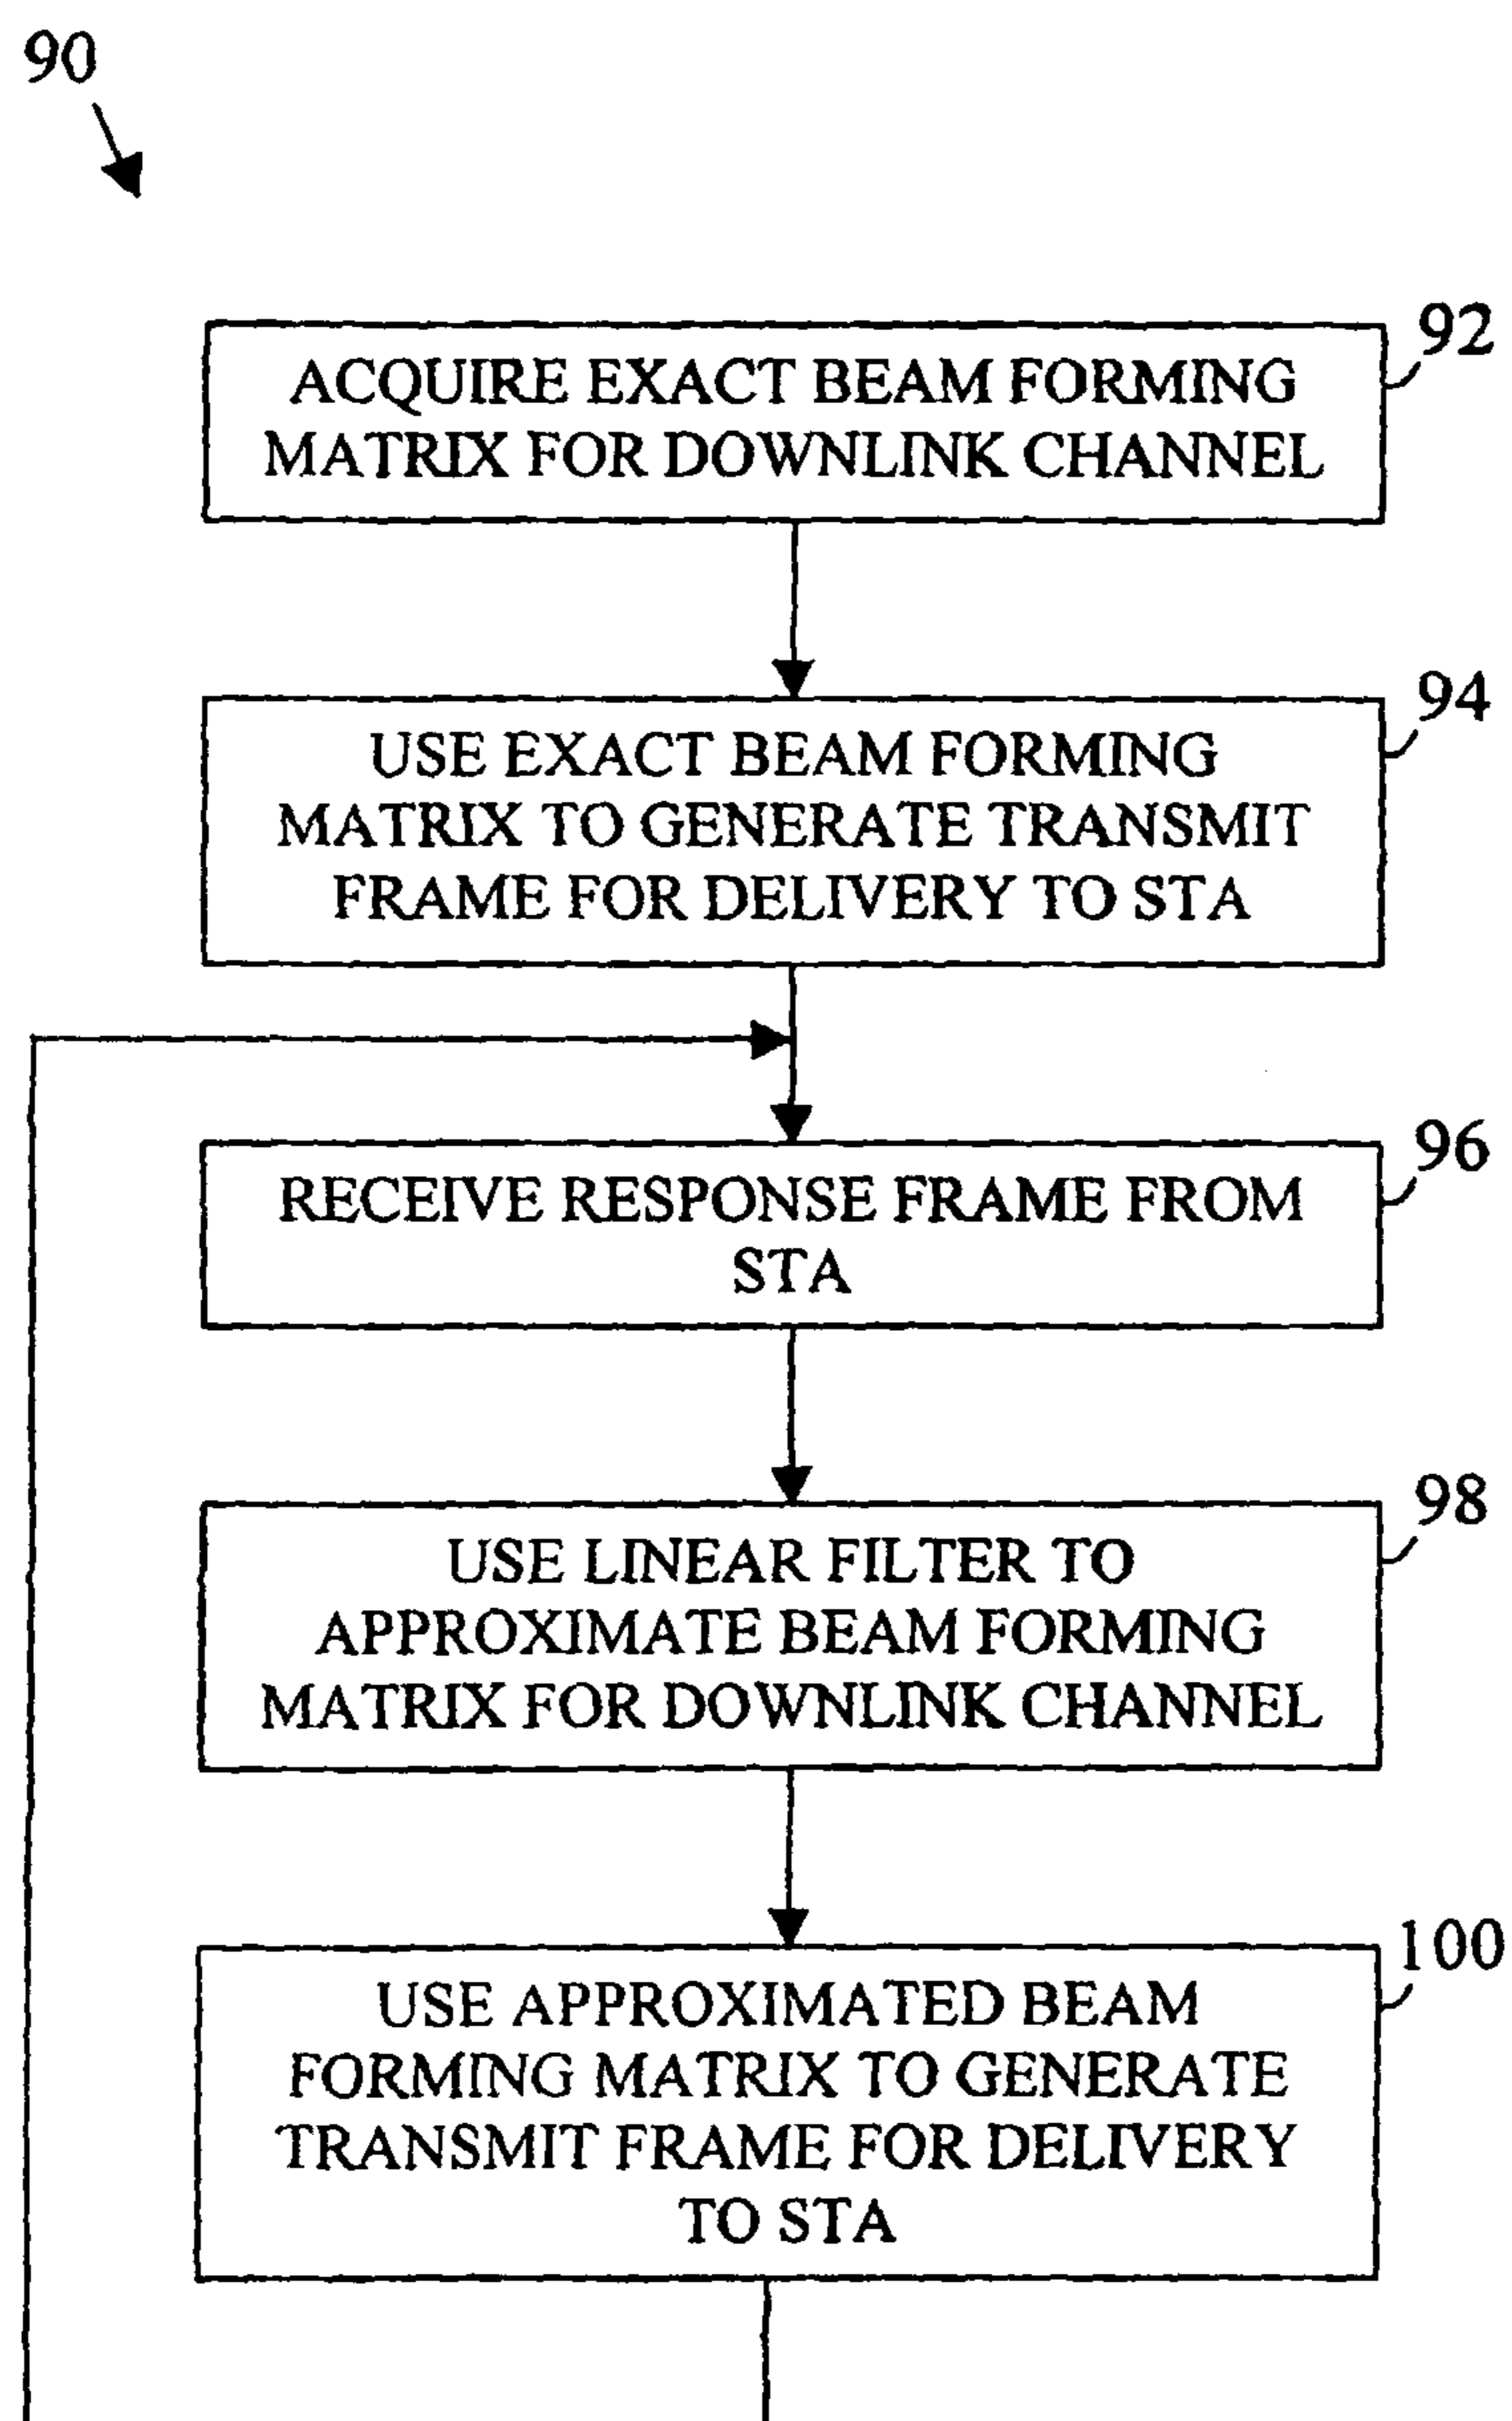 90
92
ACQUIRE EXACT BEAM FORMING
MATRIX FOR DOWNLINK CHANNEL
94
USE EXACT BEAM FORMING
MATRIX TO GENERATE TRANSMIT
FRAME FOR DELIVERY TO STA
96
RECEIVE RESPONSE FRAME FROM
STA
98
USE LINEAR FILTER TO
APPROXIMATE BEAM FORMING
MATRIX FOR DOWNLINK CHANNEL
100
USE APPROXIMATED BEAM
FORMING MATRIX TO GENERATE
TRANSMIT FRAME FOR DELIVERY
TO STA